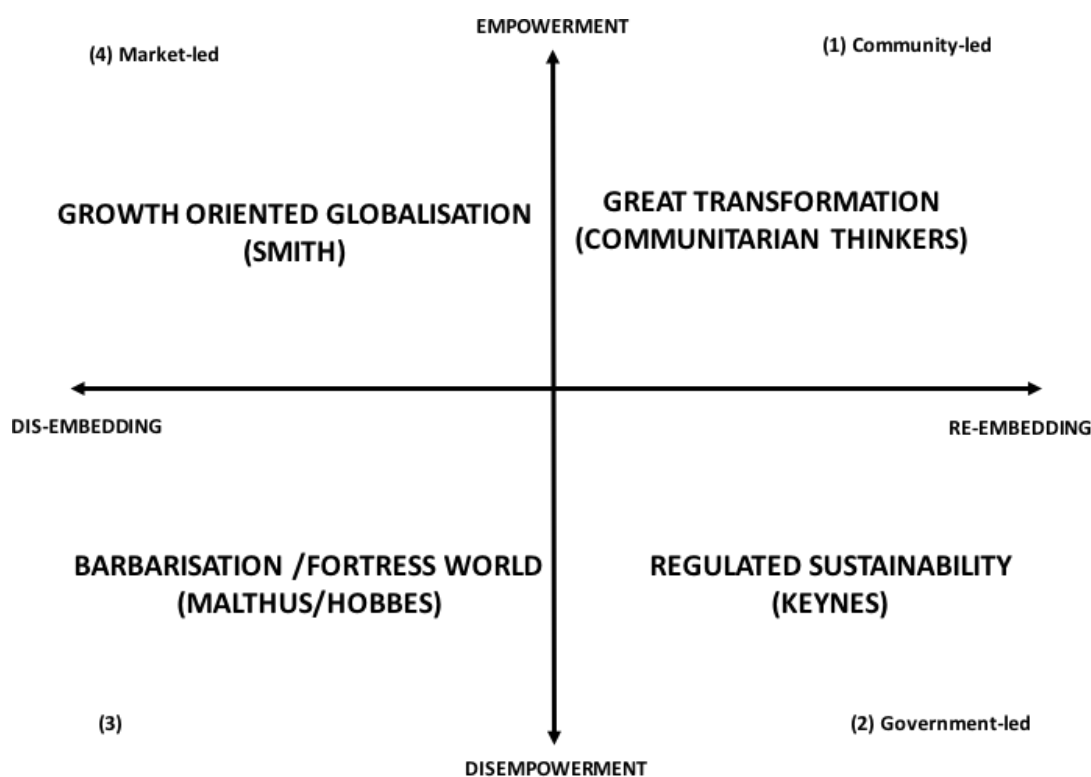 EMPOWERMENT
(4) Market-led
(1) Community-led
GROWTH ORIENTED GLOBALISATION
(SMITH)
GREAT TRANSFORMATION
(COMMUNITARIAN THINKERS)
DIS-EMBEDDING
RE-EMBEDDING
BARBARISATION /FORTRESS WORLD
(MALTHUS/HOBBES)
REGULATED SUSTAINABILITY
(KEYNES)
(3)
(2) Government-led
DISEMPOWERMENT